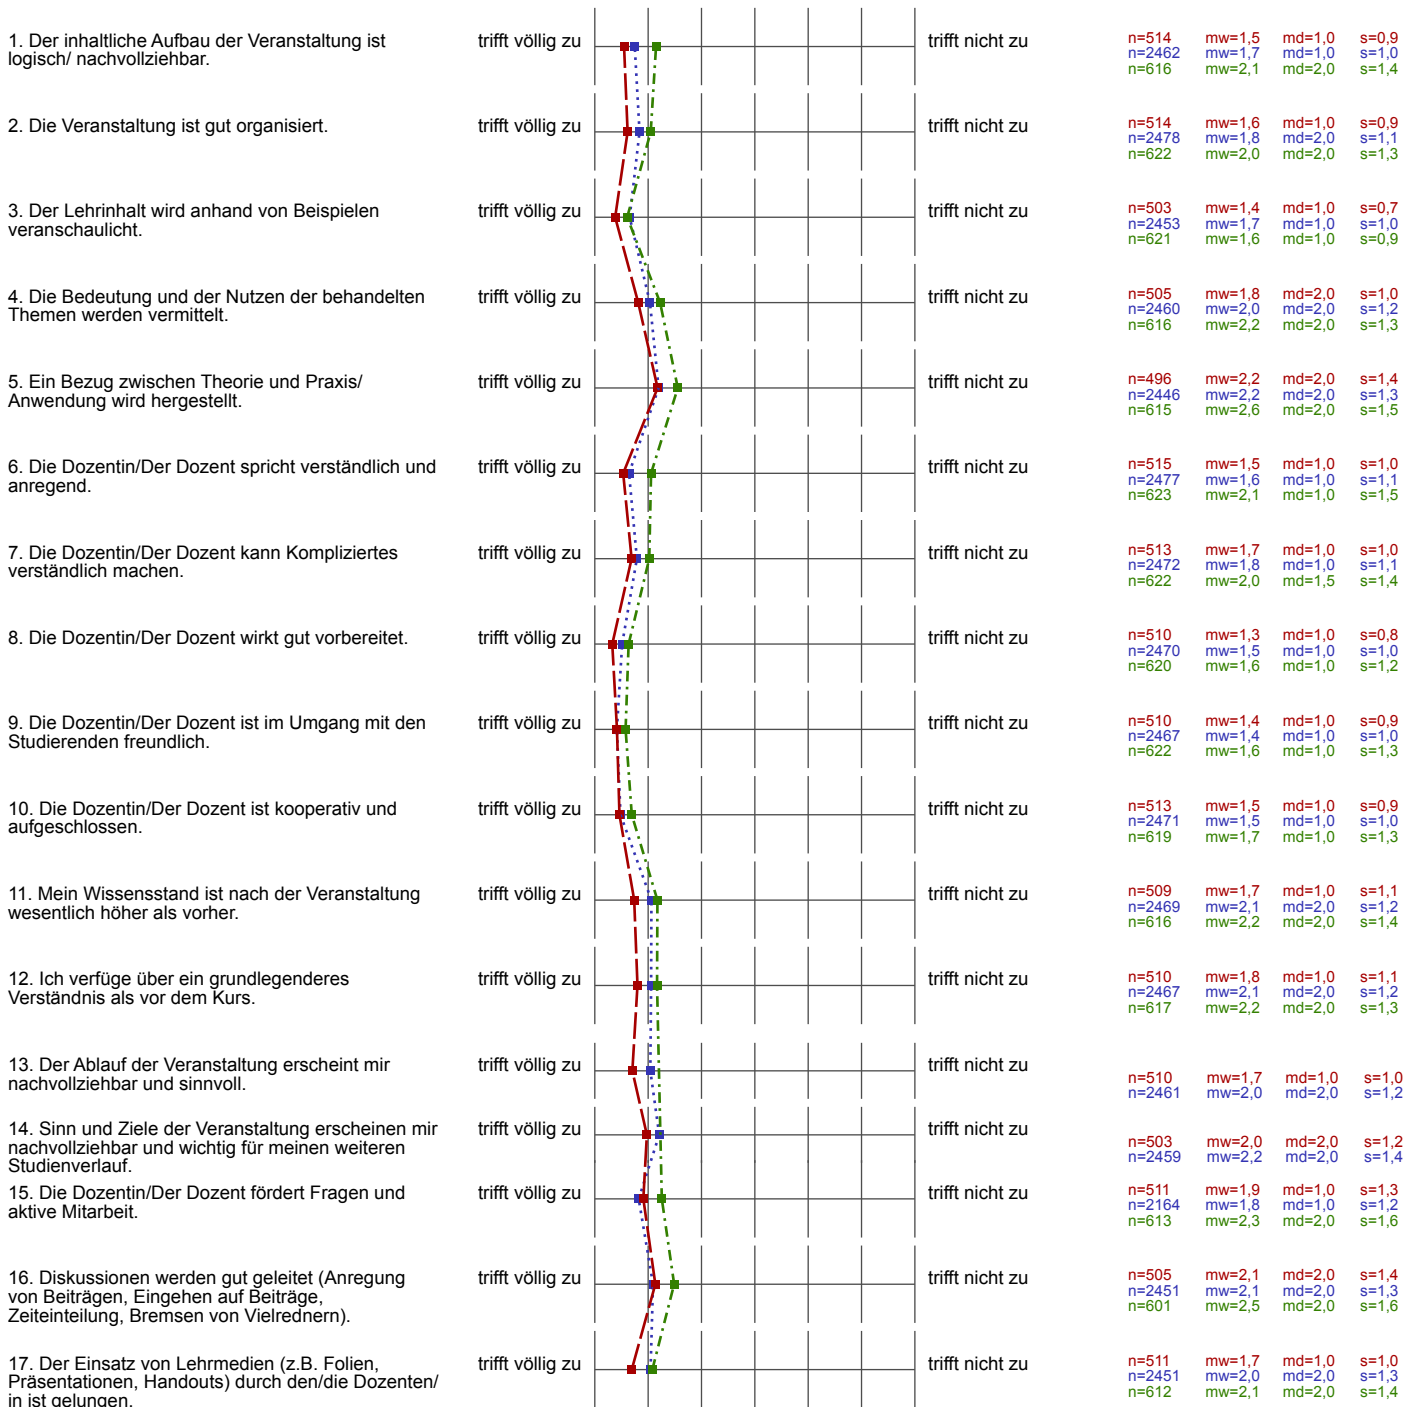 1. Der inhaltliche Aufbau der Veranstaltung ist
logisch/ nachvollziehbar.
trifft völlig zu
trifft nicht zu
n=514 mw=1,5 md=1,0 s=0,9
n=2462 mw=1,7 md=1,0 s=1,0
n=616 mw=2,1 md=2,0 s=1,4
2. Die Veranstaltung ist gut organisiert.
trifft völlig zu
trifft nicht zu
n=514 mw=1,6 md=1,0 s=0,9
n=2478 mw=1,8 md=2,0 s=1,1
n=622 mw=2,0 md=2,0 s=1,3
3. Der Lehrinhalt wird anhand von Beispielen
veranschaulicht.
trifft völlig zu
trifft nicht zu
n=503 mw=1,4 md=1,0 s=0,7
n=2453 mw=1,7 md=1,0 s=1,0
n=621 mw=1,6 md=1,0 s=0,9
4. Die Bedeutung und der Nutzen der behandelten
Themen werden vermittelt.
trifft völlig zu
trifft nicht zu
n=505 mw=1,8 md=2,0 s=1,0
n=2460 mw=2,0 md=2,0 s=1,2
n=616 mw=2,2 md=2,0 s=1,3
5. Ein Bezug zwischen Theorie und Praxis/
Anwendung wird hergestellt.
trifft völlig zu
trifft nicht zu
n=496 mw=2,2 md=2,0 s=1,4
n=2446 mw=2,2 md=2,0 s=1,3
n=615 mw=2,6 md=2,0 s=1,5
6. Die Dozentin/Der Dozent spricht verständlich und
anregend.
trifft völlig zu
trifft nicht zu
n=515 mw=1,5 md=1,0 s=1,0
n=2477 mw=1,6 md=1,0 s=1,1
n=623 mw=2,1 md=1,0 s=1,5
7. Die Dozentin/Der Dozent kann Kompliziertes
verständlich machen.
trifft völlig zu
trifft nicht zu
n=513 mw=1,7 md=1,0 s=1,0
n=2472 mw=1,8 md=1,0 s=1,1
n=622 mw=2,0 md=1,5 s=1,4
8. Die Dozentin/Der Dozent wirkt gut vorbereitet.
trifft völlig zu
trifft nicht zu
n=510 mw=1,3 md=1,0 s=0,8
n=2470 mw=1,5 md=1,0 s=1,0
n=620 mw=1,6 md=1,0 s=1,2
9. Die Dozentin/Der Dozent ist im Umgang mit den
Studierenden freundlich.
trifft völlig zu
trifft nicht zu
n=510 mw=1,4 md=1,0 s=0,9
n=2467 mw=1,4 md=1,0 s=1,0
n=622 mw=1,6 md=1,0 s=1,3
10. Die Dozentin/Der Dozent ist kooperativ und
aufgeschlossen.
trifft völlig zu
trifft nicht zu
n=513 mw=1,5 md=1,0 s=0,9
n=2471 mw=1,5 md=1,0 s=1,0
n=619 mw=1,7 md=1,0 s=1,3
11. Mein Wissensstand ist nach der Veranstaltung
wesentlich höher als vorher.
trifft völlig zu
trifft nicht zu
n=509 mw=1,7 md=1,0 s=1,1
n=2469 mw=2,1 md=2,0 s=1,2
n=616 mw=2,2 md=2,0 s=1,4
12. Ich verfüge über ein grundlegenderes
Verständnis als vor dem Kurs.
trifft völlig zu
trifft nicht zu
n=510 mw=1,8 md=1,0 s=1,1
n=2467 mw=2,1 md=2,0 s=1,2
n=617 mw=2,2 md=2,0 s=1,3
13. Der Ablauf der Veranstaltung erscheint mir
nachvollziehbar und sinnvoll.
trifft völlig zu
trifft nicht zu
n=510 mw=1,7 md=1,0 s=1,0
n=2461 mw=2,0 md=2,0 s=1,2
14. Sinn und Ziele der Veranstaltung erscheinen mir
nachvollziehbar und wichtig für meinen weiteren
Studienverlauf.
trifft völlig zu
trifft nicht zu
n=503 mw=2,0 md=2,0 s=1,2
n=2459 mw=2,2 md=2,0 s=1,4
15. Die Dozentin/Der Dozent fördert Fragen und
aktive Mitarbeit.
trifft völlig zu
trifft nicht zu
n=511 mw=1,9 md=1,0 s=1,3
n=2164 mw=1,8 md=1,0 s=1,2
n=613 mw=2,3 md=2,0 s=1,6
16. Diskussionen werden gut geleitet (Anregung
von Beiträgen, Eingehen auf Beiträge,
Zeiteinteilung, Bremsen von Vielrednern).
trifft völlig zu
trifft nicht zu
n=505 mw=2,1 md=2,0 s=1,4
n=2451 mw=2,1 md=2,0 s=1,3
n=601 mw=2,5 md=2,0 s=1,6
17. Der Einsatz von Lehrmedien (z.B. Folien,
Präsentationen, Handouts) durch den/die Dozenten/
in ist gelungen.
trifft völlig zu
trifft nicht zu
n=511 mw=1,7 md=1,0 s=1,0
n=2451 mw=2,0 md=2,0 s=1,3
n=612 mw=2,1 md=2,0 s=1,4